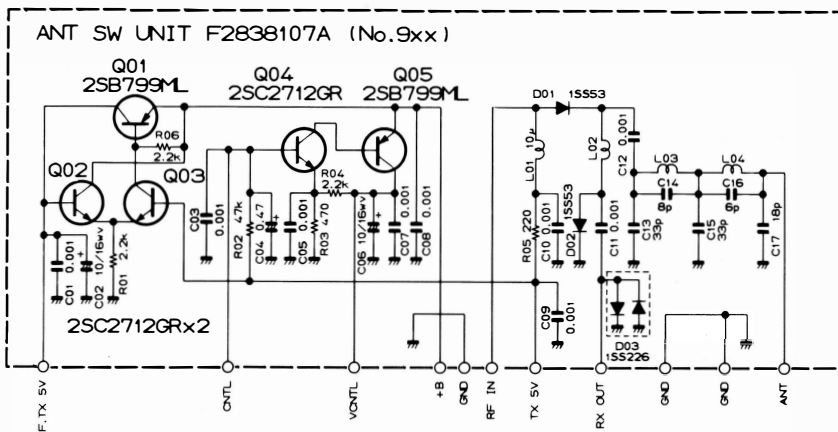 ANT SW UNIT F2838107A (No.9xx)
Q01
2SB799ML
Q04
2SC2712GR
Q05
2SB799ML
D01
1SS53
R06
2.2k
Q02
Q03
R04
2.2k
L01
10μ
L02
C12
0.001
L03
L04
C14
8p
C16
6p
C03
0.001
R02
47k
C04
0.47
C05
0.001
R03
470
C06
10/16wv
C07
0.001
C08
0.001
R05
220
C10
0.001
D02
1SS53
C11
0.001
C13
33p
C15
33p
C17
18p
C01
0.001
C02
10/16wv
R01
2.2k
2SC2712GRx2
C09
0.001
D03
1SS226
F.TX 5V
CNTL
VCNTL
+B
GND
RF IN
TX 5V
RX OUT
GND
GND
ANT